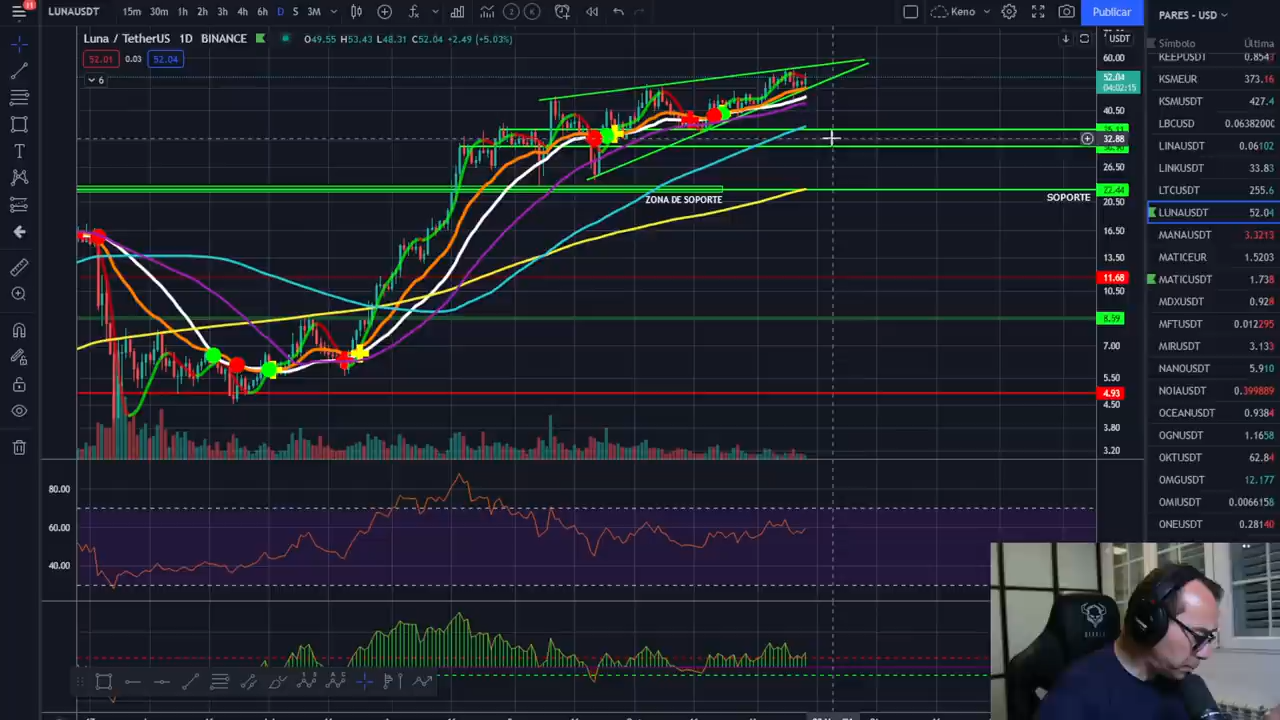 11
LUNAUSDT 15m 30m 1h 2h 3h 4h 6h D S 3M
Keno
Publicar
PARES - USD
Luna / TetherUS 1D BINANCE O49.55 H53.43 L48.31 C52.04 +2.49 (+5.03%)
USDT
52.01 0.03 52.04
6
Símbolo Última
KEEPUSDT 0.8543
KSMEUR 373.16
KSMUSDT 427.4
LBCUSD 0.0638200
LINAUSDT 0.06102
LINKUSDT 33.83
LTCUSDT 255.6
LUNAUSDT 52.04
MANAUSDT 3.3213
MATICEUR 1.5203
MATICUSDT 1.738
MDXUSDT 0.928
MFTUSDT 0.012295
MIRUSDT 3.133
NANOUSDT 5.910
NOIAUSDT 0.399889
OCEANUSDT 0.9384
OGNUSDT 1.1658
OKTUSDT 62.84
OMGUSDT 12.177
OMIUSDT 0.0066158
ONEUSDT 0.28140
60.00
52.04
04:02:15
40.50
32.88
26.50
22.44
20.50
16.50
13.50
11.68
10.50
8.59
7.00
5.50
4.93
4.50
3.80
3.20
ZONA DE SOPORTE
SOPORTE
80.00
60.00
40.00